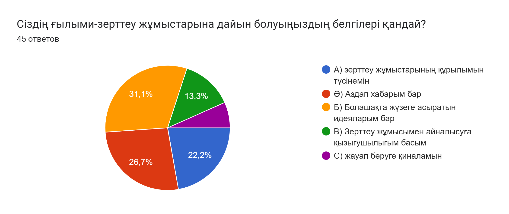 Сіздің ғылыми-зерттеу жұмыстарына дайын болуыңыздың белгілері қандай?
45 ответов
А) зерттеу жұмыстарының құрылымын
түсінемін
Ә) Аздап хабарым бар
Б) Болашақта жүзеге асыратын
идеяларым бар
В) Зерттеу жұмысымен айналысуға
қызығушылығым басым
С) жауап беруге қиналамын
31,1%
13,3%
26,7%
22,2%